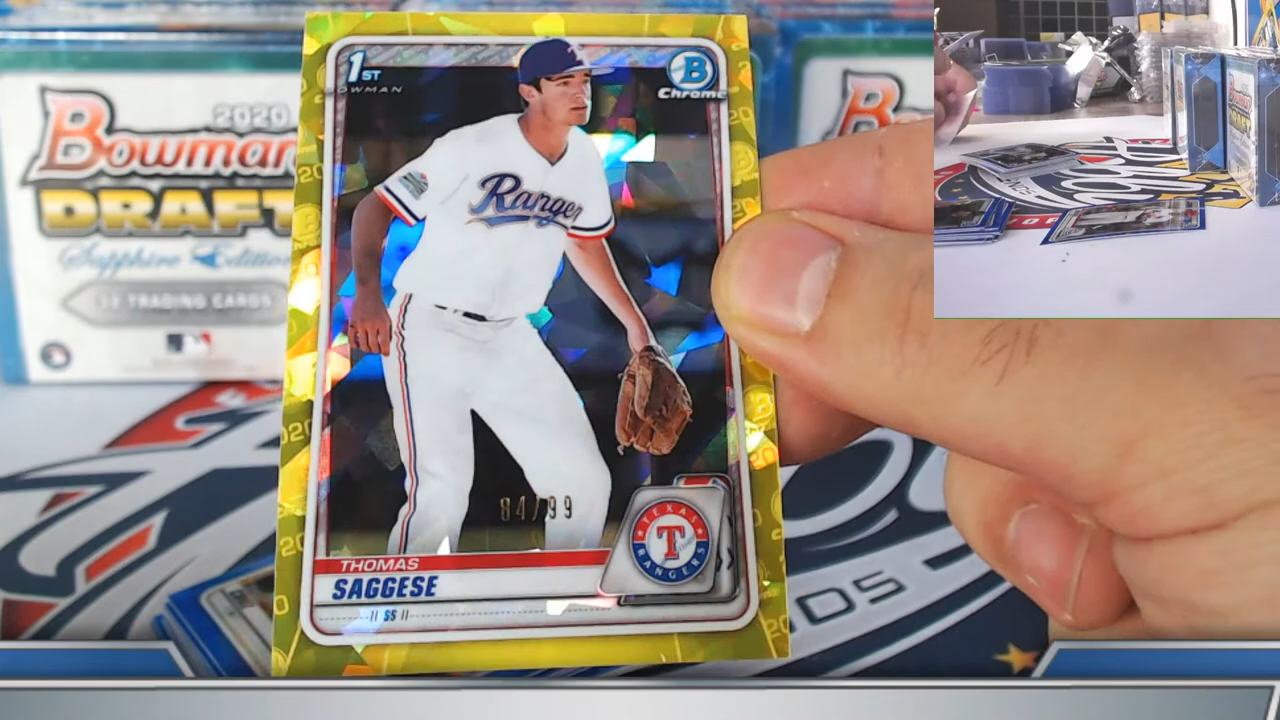 2020
Bowman
DRAFT
Sapphire Edition
TRADING CARDS
1ST
BOWMAN
B
Chrome
Rangers
84/99
TEXAS
T
RANGERS
THOMAS
SAGGESE
SS